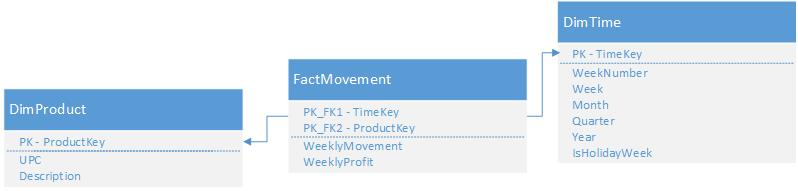 DimProduct
PK - ProductKey
UPC
Description
FactMovement
PK_FK1 - TimeKey
PK_FK2 - ProductKey
WeeklyMovement
WeeklyProfit
DimTime
PK - TimeKey
WeekNumber
Week
Month
Quarter
Year
IsHolidayWeek